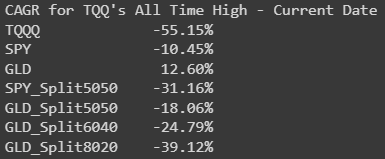 CAGR for TQQ's All Time High - Current Date
TQQQ -55.15%
SPY -10.45%
GLD 12.60%
SPY_Split5050 -31.16%
GLD_Split5050 -18.06%
GLD_Split6040 -24.79%
GLD_Split8020 -39.12%